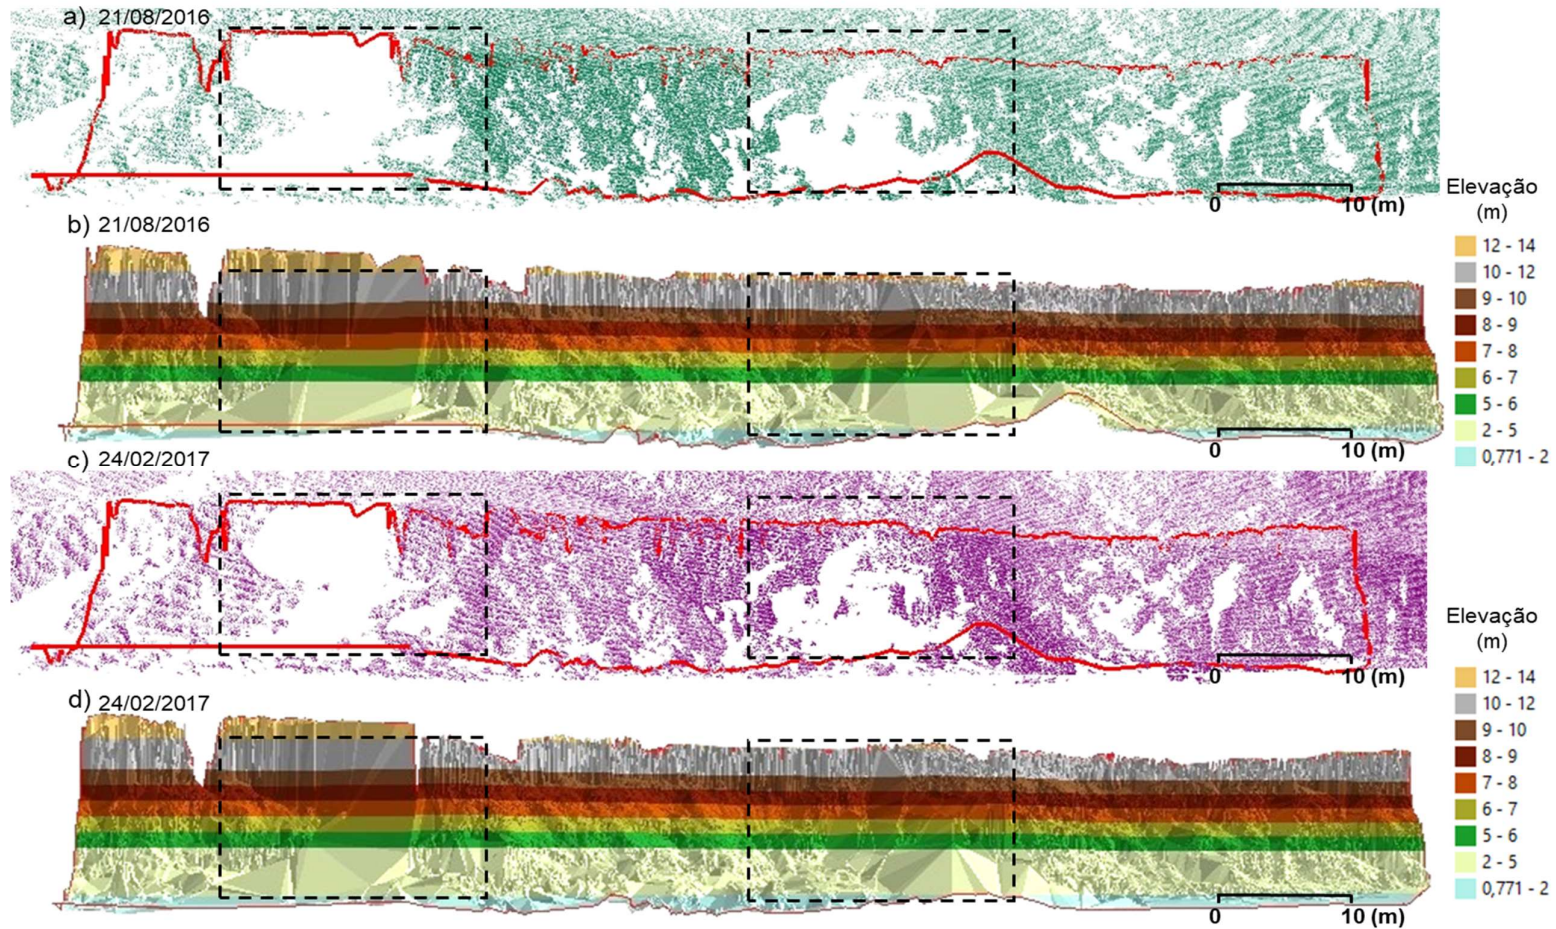 a) 21/08/2016
0 10 (m)
b) 21/08/2016
Elevação
(m)
12 - 14
10 - 12
9 - 10
8 - 9
7 - 8
6 - 7
5 - 6
2 - 5
0,771 - 2
0 10 (m)
c) 24/02/2017
0 10 (m)
d) 24/02/2017
Elevação
(m)
12 - 14
10 - 12
9 - 10
8 - 9
7 - 8
6 - 7
5 - 6
2 - 5
0,771 - 2
0 10 (m)